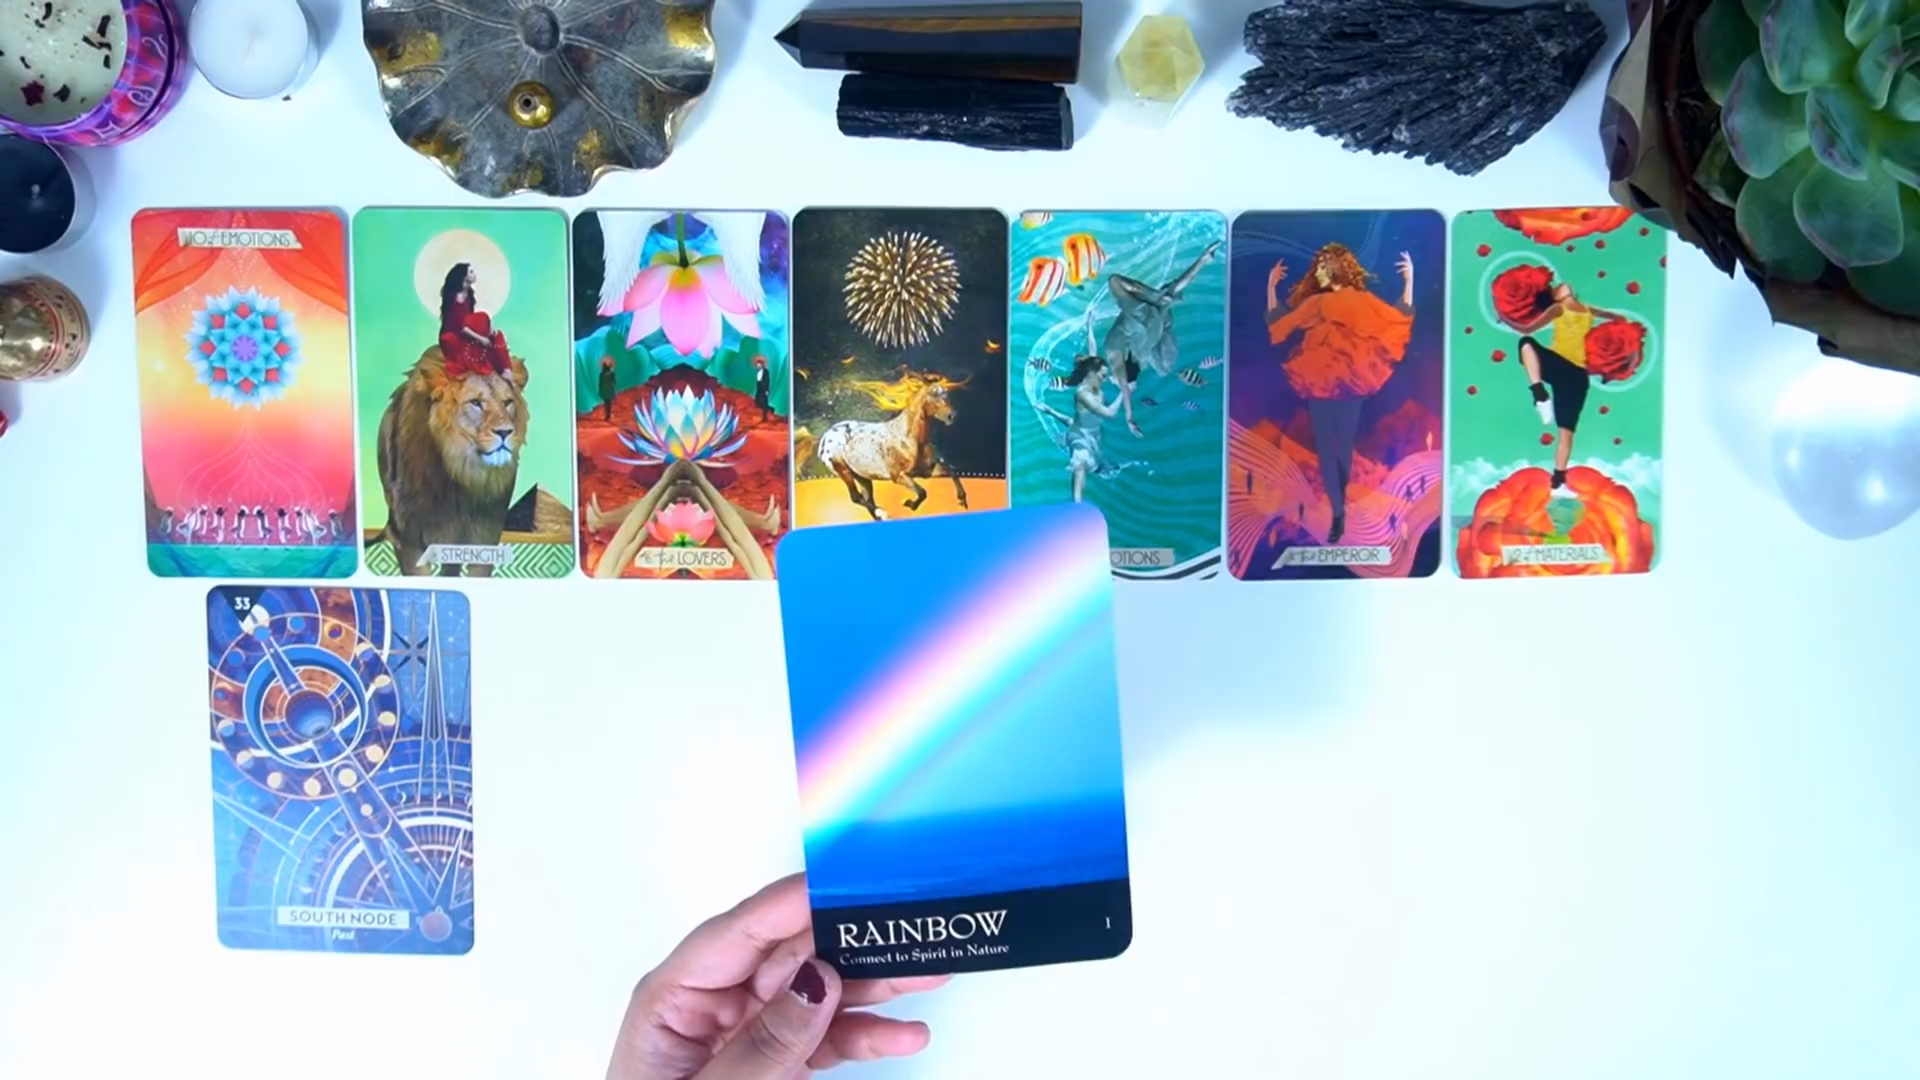 10 of EMOTIONS
STRENGTH
LOVERS
OTIONS
EMPEROR
2 of MATERIALS
33
SOUTH NODE
Past
RAINBOW
Connect to Spirit in Nature
1